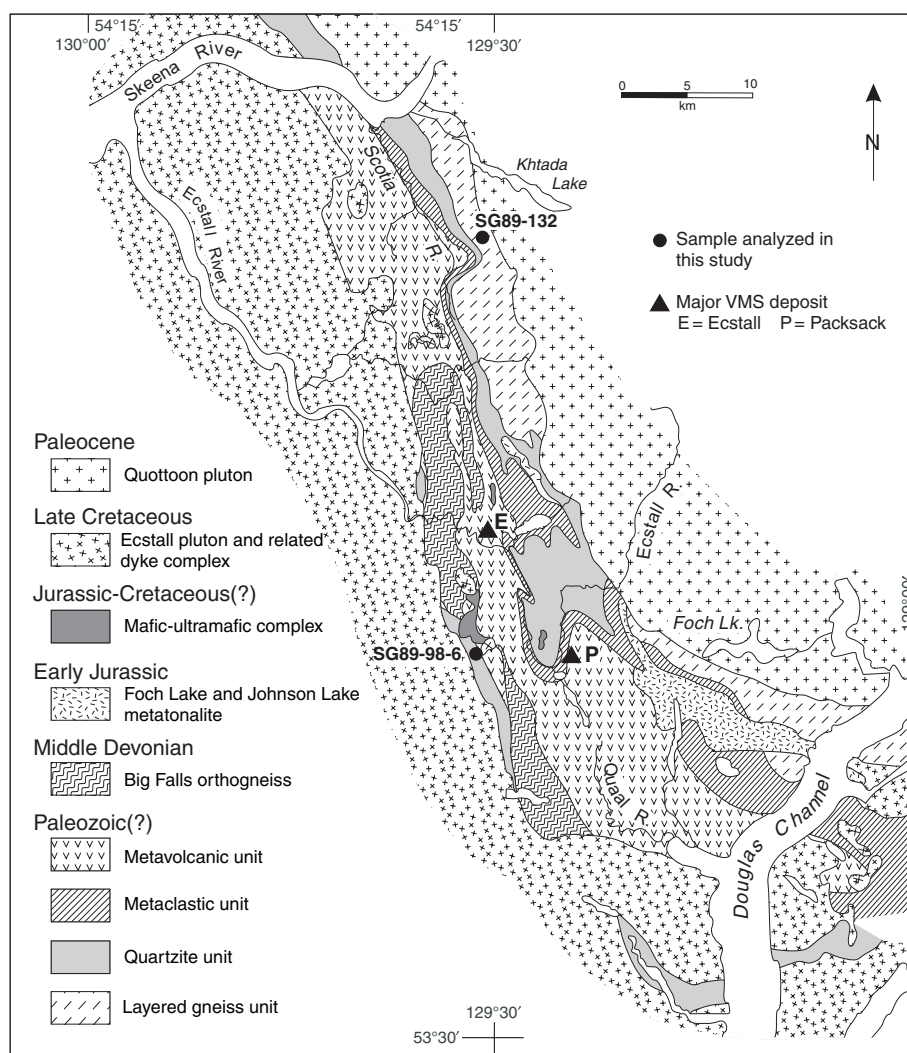 54°15'
130°00'
54°15'
129°30'
Skeena River
0 5 10
km
N
Khtada
Lake
Scotia
R.
Ecstall River
SG89-132
Sample analyzed in
this study
Major VMS deposit
E = Ecstall P = Packsack
Paleocene
Quottoon pluton
Late Cretaceous
Ecstall pluton and related
dyke complex
Jurassic-Cretaceous(?)
Mafic-ultramafic complex
Early Jurassic
Foch Lake and Johnson Lake
metatonalite
Middle Devonian
Big Falls orthogneiss
Paleozoic(?)
Metavolcanic unit
Metaclastic unit
Quartzite unit
Layered gneiss unit
E
Ecstall R.
129°00'
Foch Lk.
SG89-98-6
P
Quaal R.
Douglas Channel
129°30'
53°30'